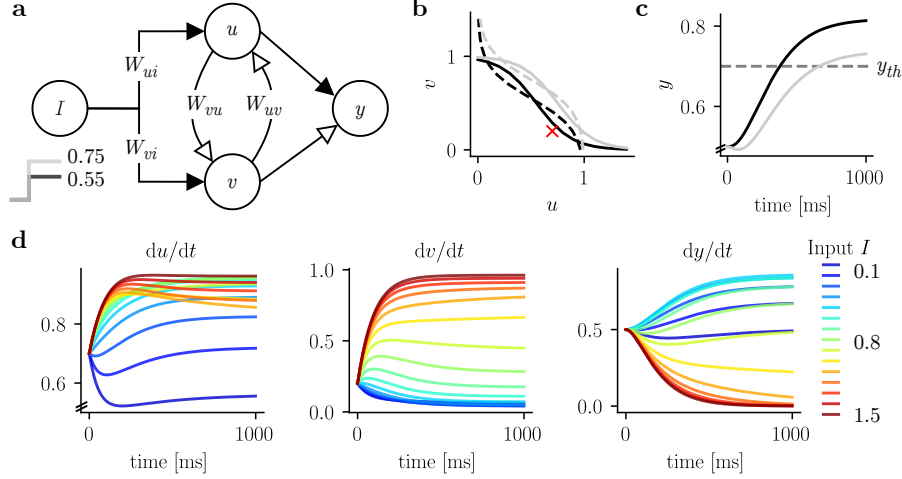 a
I
W_ui
W_vi
u
W_vu
W_uv
v
y
0.75
0.55
b
v
1
0
0
1
u
c
y
0.8
0.6
y_th
0
1000
time [ms]
d
du/dt
0.8
0.6
0
1000
time [ms]
dv/dt
1.0
0.5
0.0
0
1000
time [ms]
dy/dt
0.5
0.0
0
1000
time [ms]
Input I
0.1
0.8
1.5